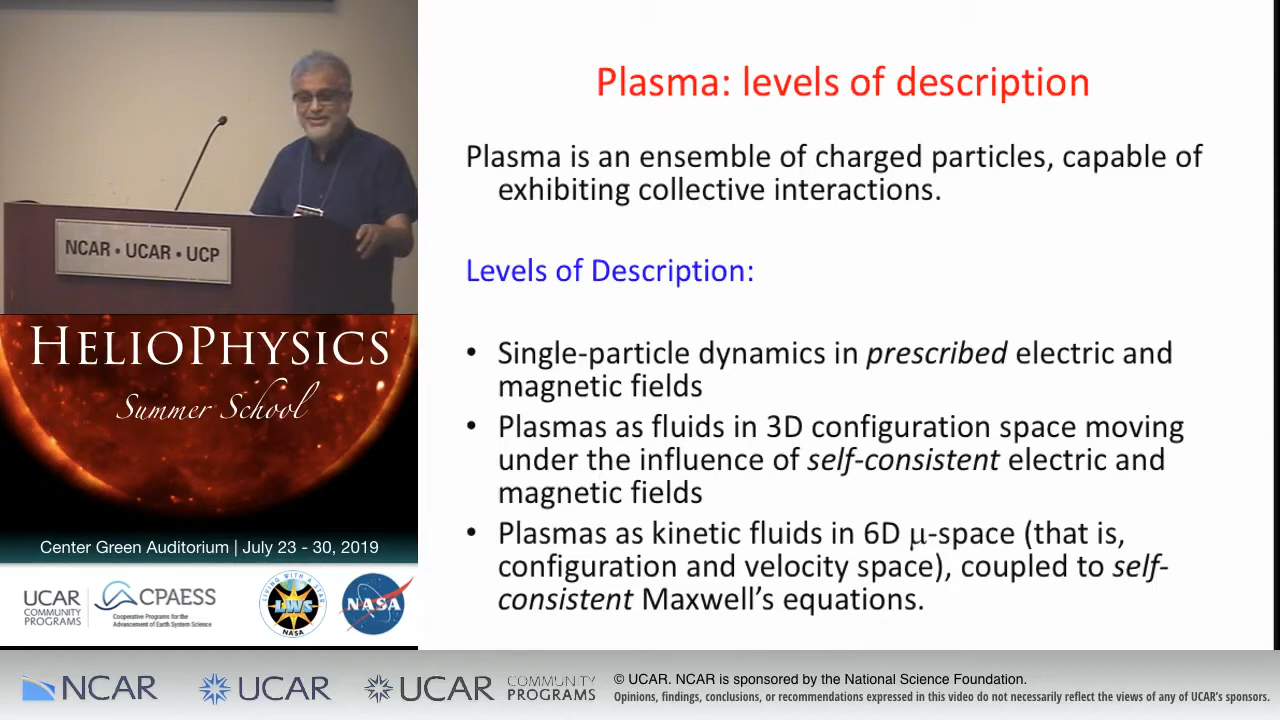 Plasma: levels of description
Plasma is an ensemble of charged particles, capable of
exhibiting collective interactions.
Levels of Description:
• Single-particle dynamics in prescribed electric and
magnetic fields
• Plasmas as fluids in 3D configuration space moving
under the influence of self-consistent electric and
magnetic fields
• Plasmas as kinetic fluids in 6D μ-space (that is,
configuration and velocity space), coupled to self-
consistent Maxwell's equations.
NCAR • UCAR • UCP
HELIOPHYSICS
Summer School
Center Green Auditorium | July 23 - 30, 2019
UCAR
COMMUNITY
PROGRAMS
CPAESS
Cooperative Programs for the
Advancement of Earth System Science
LIVING WITH A STAR
LWS
NASA
NASA
NCAR
UCAR
UCAR
COMMUNITY
PROGRAMS
© UCAR. NCAR is sponsored by the National Science Foundation.
Opinions, findings, conclusions, or recommendations expressed in this video do not necessarily reflect the views of any of UCAR's sponsors.